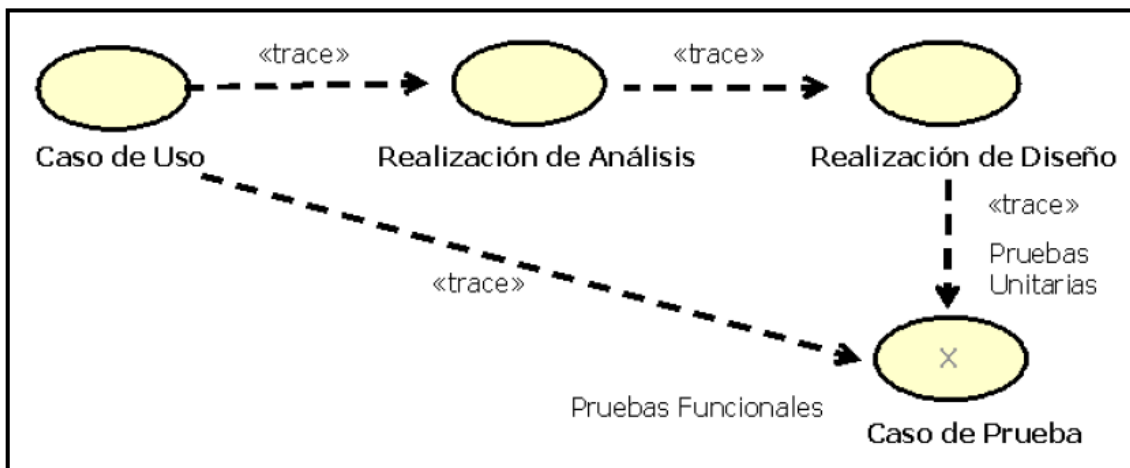 «trace»
«trace»
Caso de Uso
Realización de Análisis
Realización de Diseño
«trace»
Pruebas
Unitarias
«trace»
X
Pruebas Funcionales
Caso de Prueba